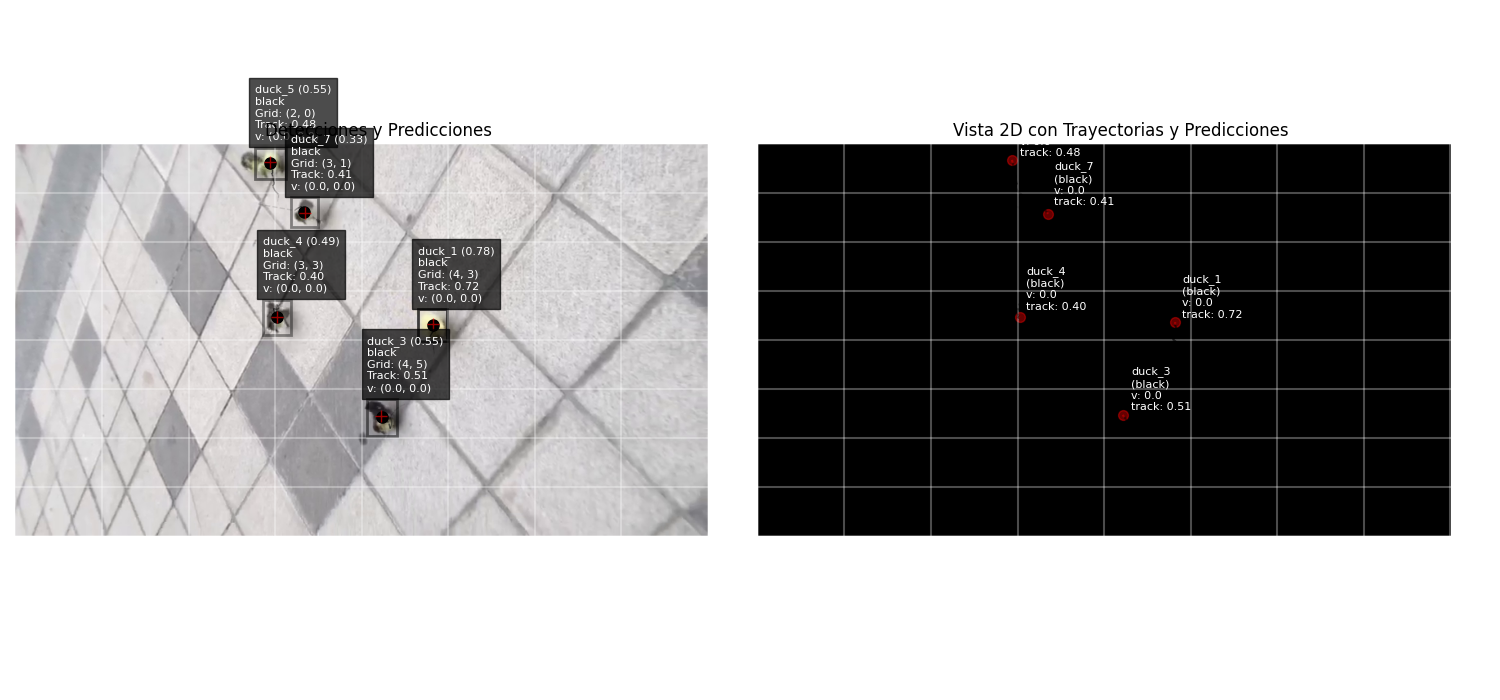 duck_5 (0.55)
black
Grid: (2, 0)
Track: 0.48
v: (0.
Detecciones y Predicciones
duck_7 (0.33)
black
Grid: (3, 1)
Track: 0.41
v: (0.0, 0.0)
duck_4 (0.49)
black
Grid: (3, 3)
Track: 0.40
v: (0.0, 0.0)
duck_1 (0.78)
black
Grid: (4, 3)
Track: 0.72
v: (0.0, 0.0)
duck_3 (0.55)
black
Grid: (4, 5)
Track: 0.51
v: (0.0, 0.0)
Vista 2D con Trayectorias y Predicciones
track: 0.48
duck_7
(black)
v: 0.0
track: 0.41
duck_4
(black)
v: 0.0
track: 0.40
duck_1
(black)
v: 0.0
track: 0.72
duck_3
(black)
v: 0.0
track: 0.51